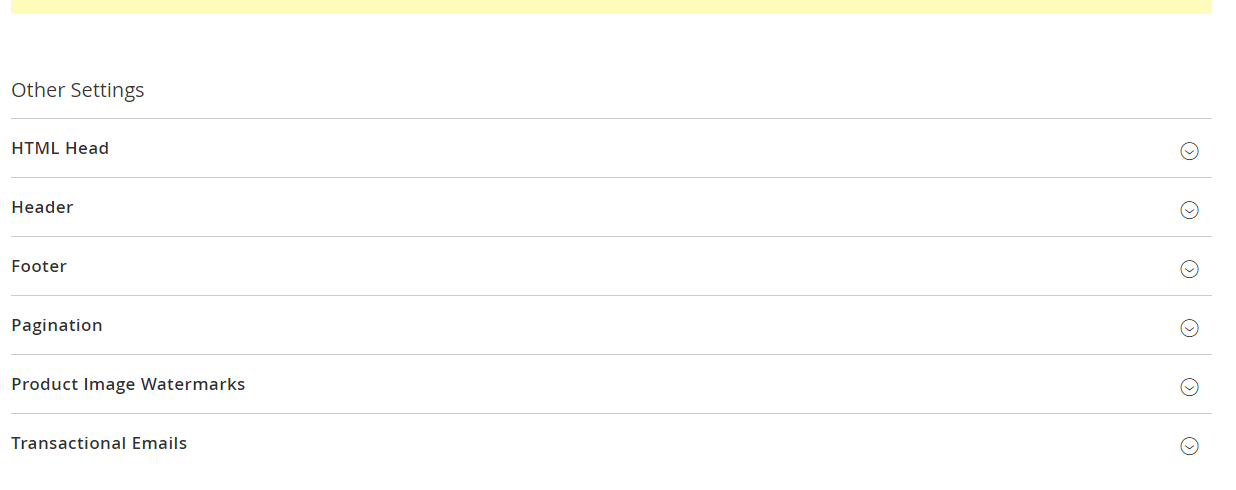 Other Settings
HTML Head
Header
Footer
Pagination
Product Image Watermarks
Transactional Emails